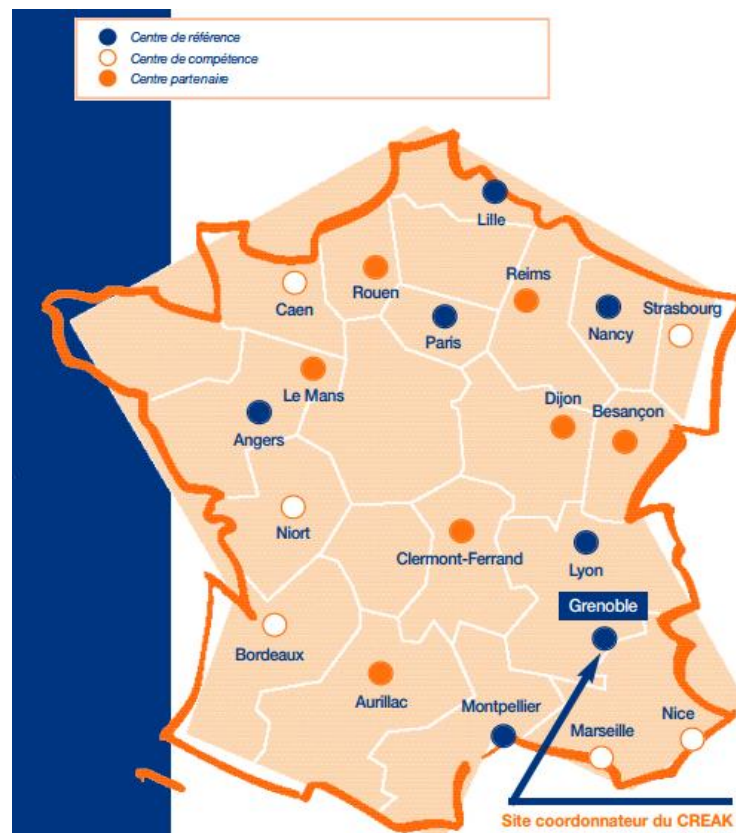 Centre de référence
Centre de compétence
Centre partenaire
Lille
Rouen
Reims
Caen
Paris
Nancy
Strasbourg
Le Mans
Angers
Dijon
Besançon
Niort
Clermont-Ferrand
Lyon
Grenoble
Bordeaux
Aurillac
Montpellier
Marseille
Nice
Site coordonnateur du CREAK